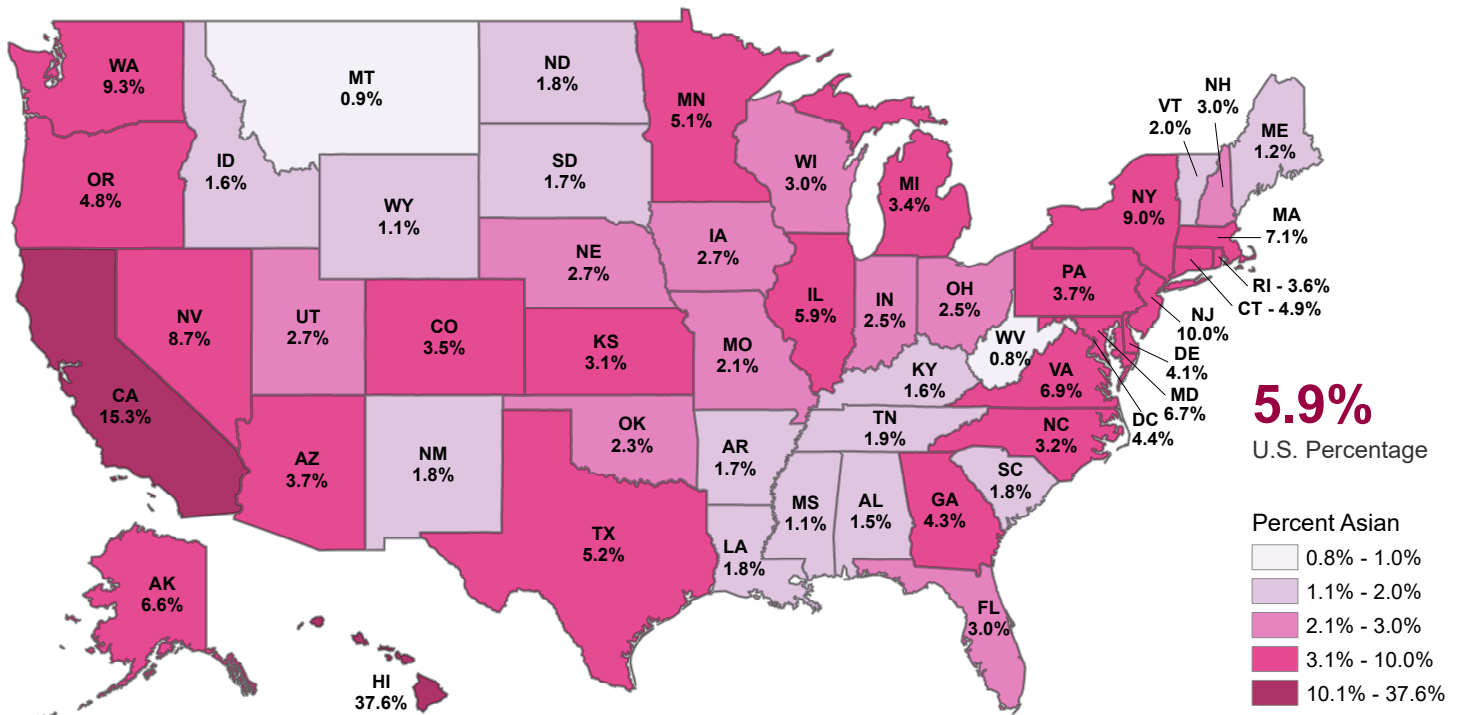 WA
9.3%
MT
0.9%
ND
1.8%
MN
5.1%
NH
3.0%
VT
2.0%
ME
1.2%
OR
4.8%
ID
1.6%
SD
1.7%
WI
3.0%
MI
3.4%
NY
9.0%
WY
1.1%
MA
7.1%
RI - 3.6%
CT - 4.9%
NV
8.7%
UT
2.7%
CO
3.5%
NE
2.7%
IA
2.7%
IL
5.9%
IN
2.5%
OH
2.5%
PA
3.7%
NJ
10.0%
DE
4.1%
MD
6.7%
DC
4.4%
CA
15.3%
KS
3.1%
MO
2.1%
KY
1.6%
WV
0.8%
VA
6.9%
AZ
3.7%
NM
1.8%
OK
2.3%
AR
1.7%
TN
1.9%
NC
3.2%
SC
1.8%
TX
5.2%
LA
1.8%
MS
1.1%
AL
1.5%
GA
4.3%
FL
3.0%
AK
6.6%
HI
37.6%
5.9%
U.S. Percentage
Percent Asian
0.8% - 1.0%
1.1% - 2.0%
2.1% - 3.0%
3.1% - 10.0%
10.1% - 37.6%